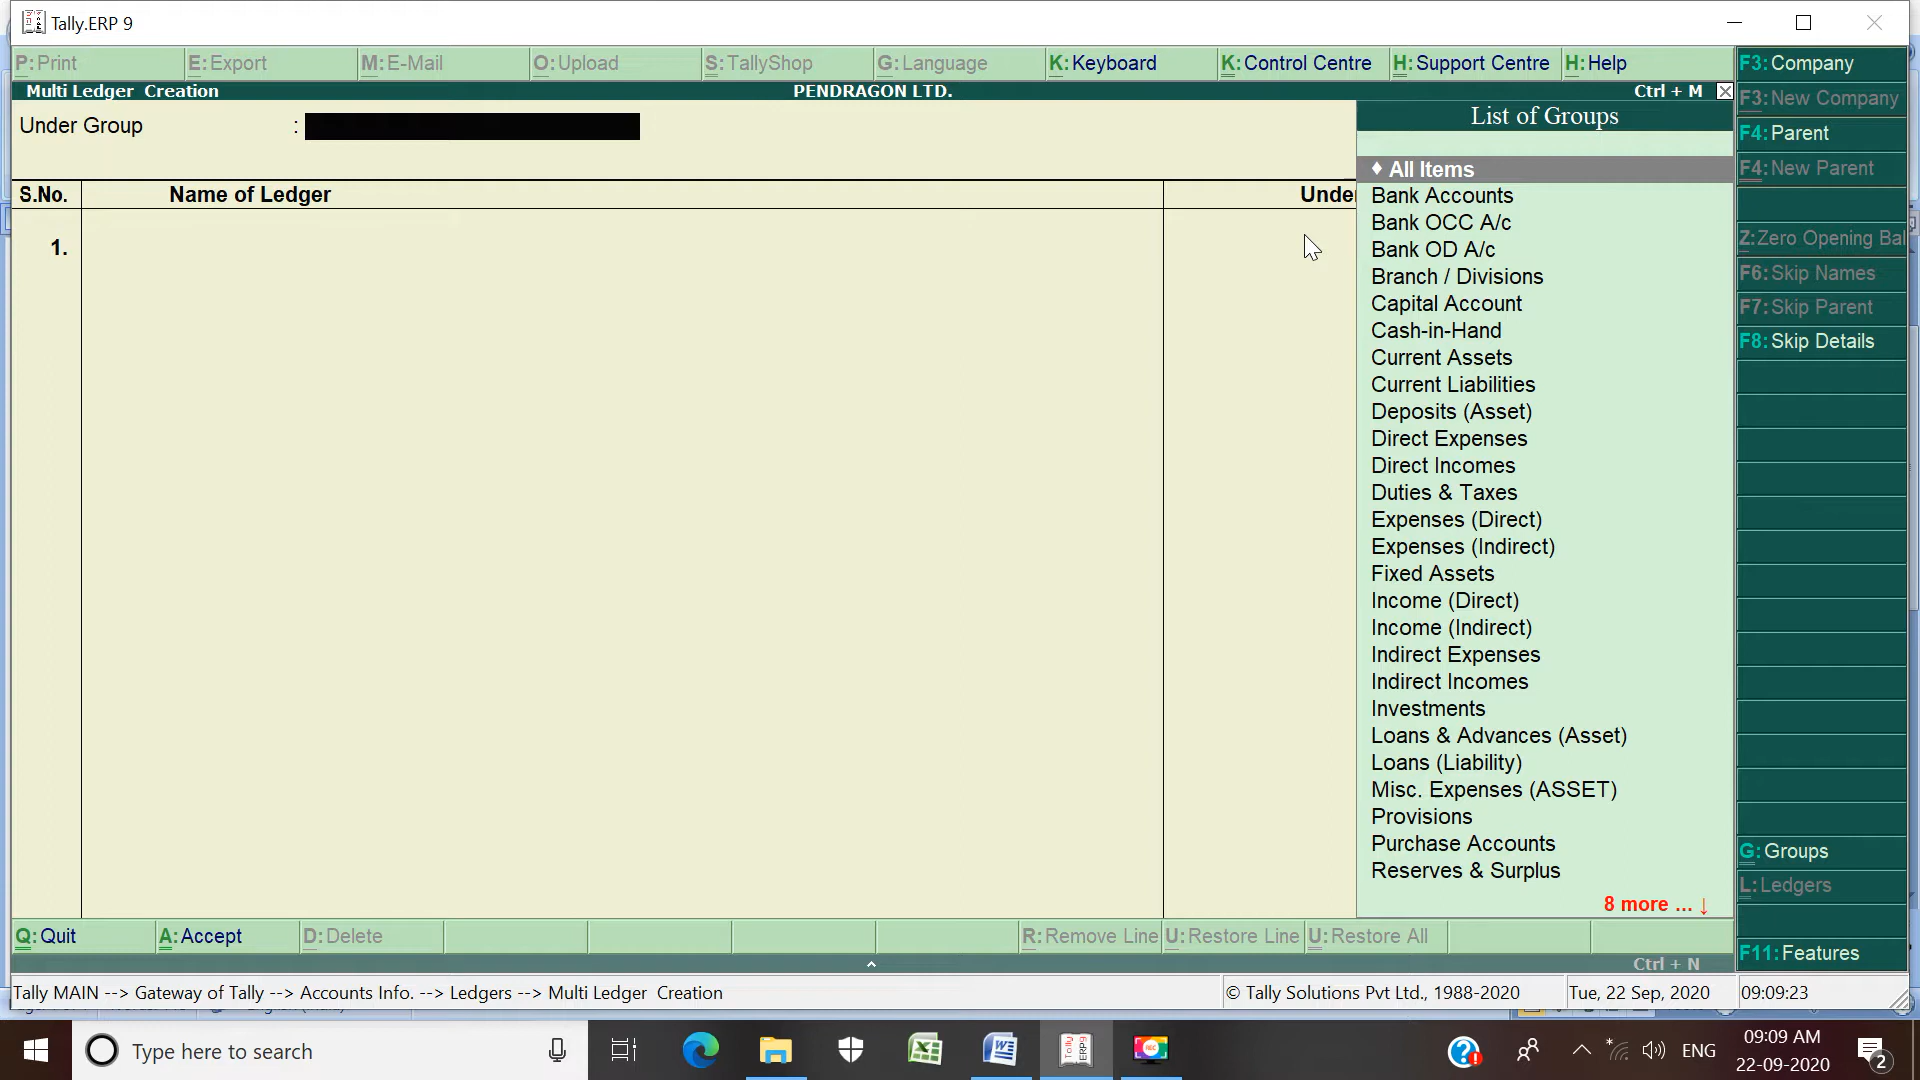 Tally.ERP 9
P: Print E: Export M: E-Mail O: Upload S: TallyShop G: Language K: Keyboard K: Control Centre H: Support Centre H: Help
Multi Ledger Creation PENDRAGON LTD. Ctrl + M
Under Group :
List of Groups
♦ All Items
Bank Accounts
Bank OCC A/c
Bank OD A/c
Branch / Divisions
Capital Account
Cash-in-Hand
Current Assets
Current Liabilities
Deposits (Asset)
Direct Expenses
Direct Incomes
Duties & Taxes
Expenses (Direct)
Expenses (Indirect)
Fixed Assets
Income (Direct)
Income (Indirect)
Indirect Expenses
Indirect Incomes
Investments
Loans & Advances (Asset)
Loans (Liability)
Misc. Expenses (ASSET)
Provisions
Purchase Accounts
Reserves & Surplus
8 more ... ↓
S.No. Name of Ledger Unde
1.
F3: Company
F3: New Company
F4: Parent
F4: New Parent
Z: Zero Opening Bal
F6: Skip Names
F7: Skip Parent
F8: Skip Details
G: Groups
L: Ledgers
F11: Features
Q: Quit A: Accept D: Delete R: Remove Line U: Restore Line U: Restore All
Ctrl + N
Tally MAIN --> Gateway of Tally --> Accounts Info. --> Ledgers --> Multi Ledger Creation © Tally Solutions Pvt Ltd., 1988-2020 Tue, 22 Sep, 2020 09:09:23
Type here to search
ENG
09:09 AM
22-09-2020
2